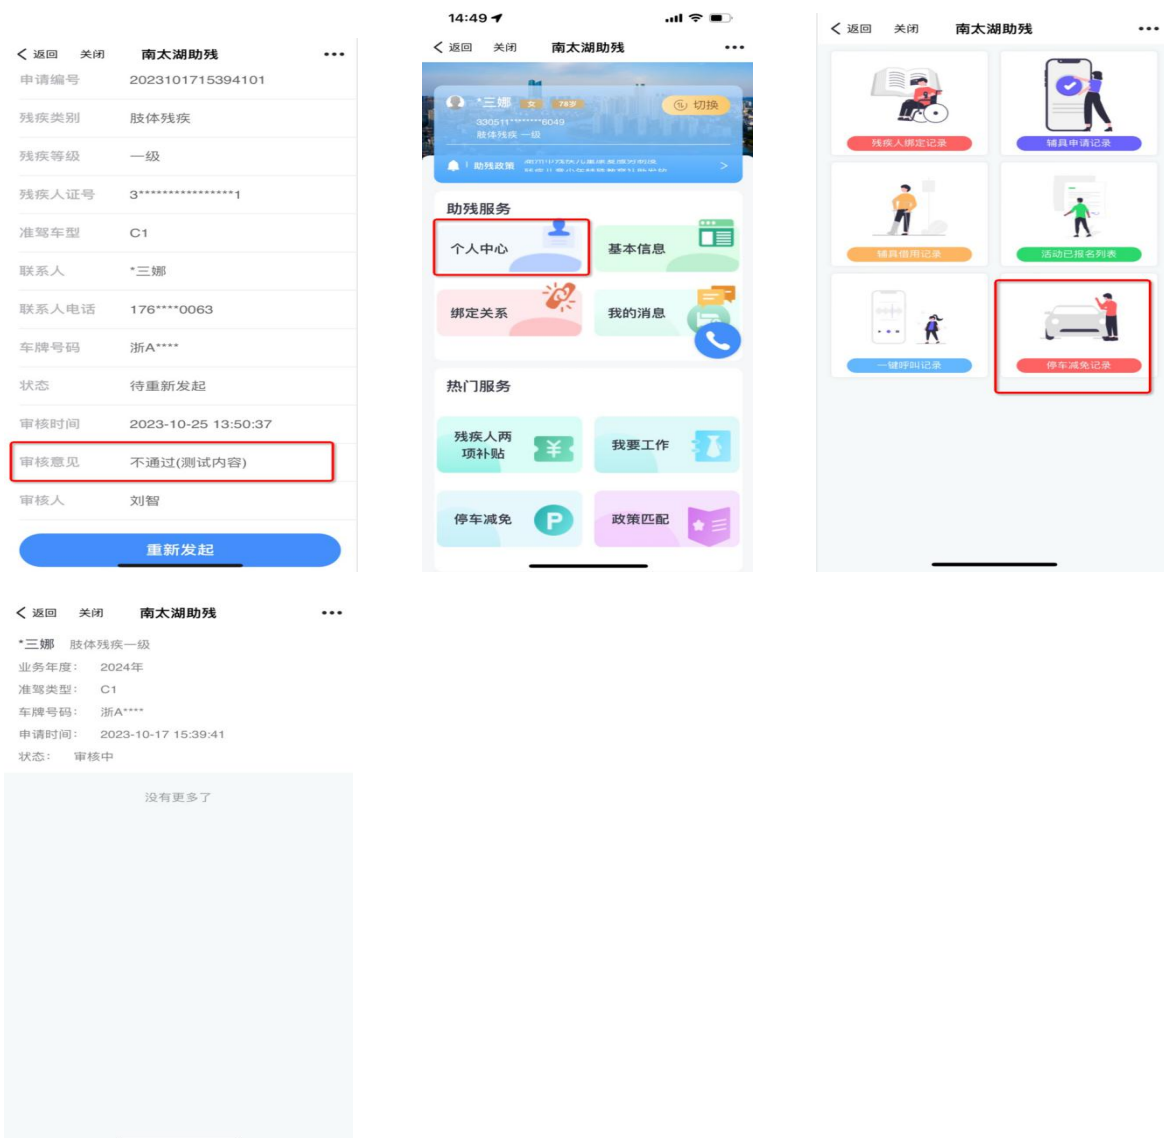 返回 关闭 南太湖助残
申请编号 2023101715394101
残疾类别 肢体残疾
残疾等级 一级
残疾人证号 3****************1
准驾车型 C1
联系人 *三娜
联系人电话 176****0063
车牌号码 浙A****
状态 待重新发起
审核时间 2023-10-25 13:50:37
审核意见 不通过(测试内容)
审核人 刘智
重新发起
14:49
返回 关闭 南太湖助残
*三娜 女 78岁
切换
330511********6049
肢体残疾 一级
助残政策
助残服务
个人中心 基本信息
绑定关系 我的消息
热门服务
残疾人两
项补贴
我要工作
停车减免 政策匹配
返回 关闭 南太湖助残
残疾人绑定记录 辅具申请记录
辅具借用记录 活动已报名列表
一键呼叫记录 停车减免记录
返回 关闭 南太湖助残
*三娜 肢体残疾一级
业务年度： 2024年
准驾类型： C1
车牌号码： 浙A****
申请时间： 2023-10-17 15:39:41
状态： 审核中
没有更多了